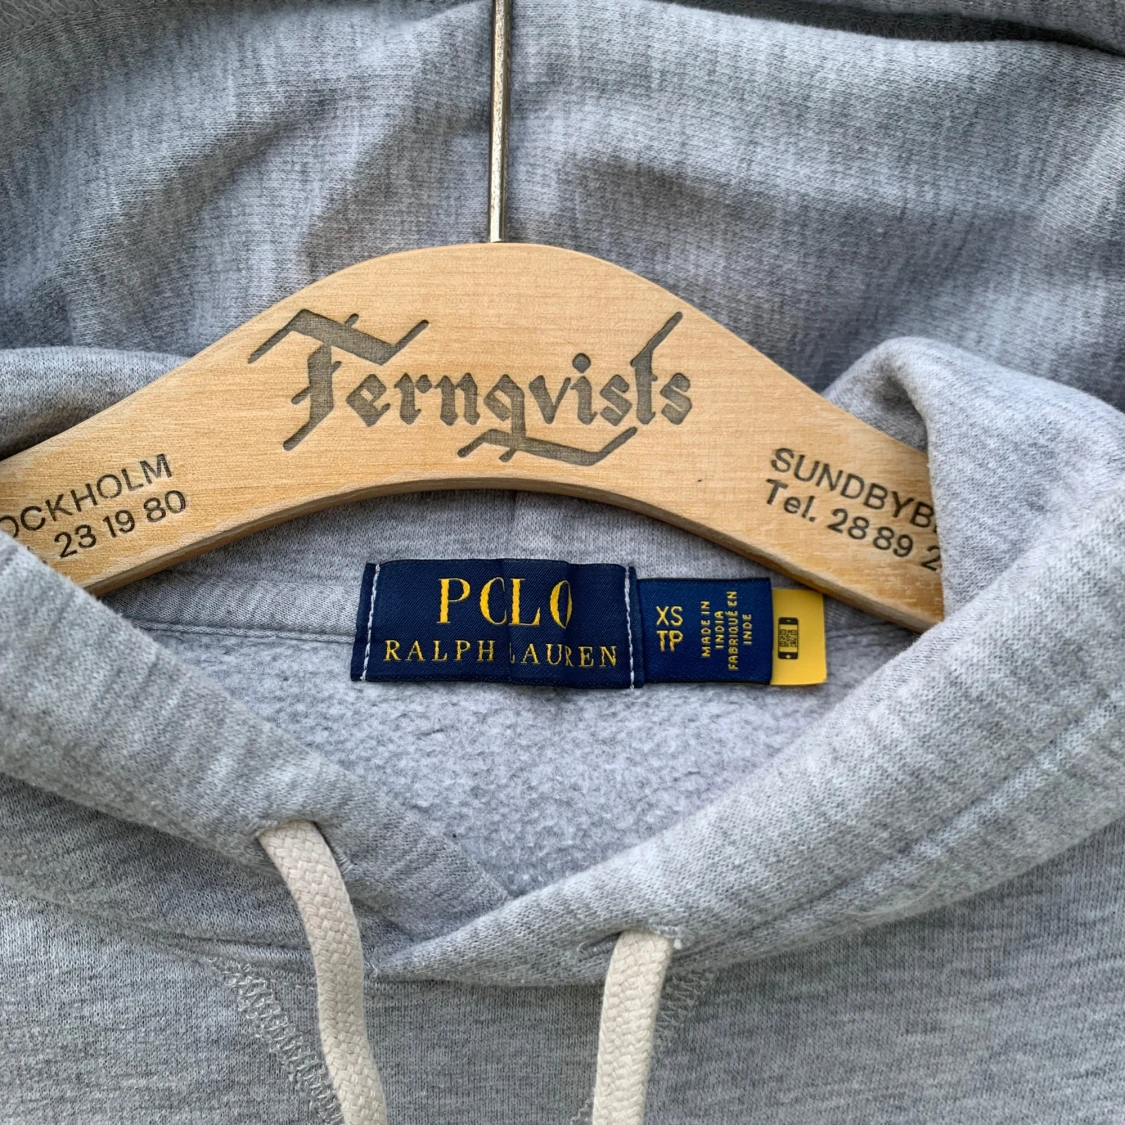 Fernqvists
OCKHOLM
23 19 80
SUNDBYB
Tel. 28 89 2
POLO
RALPH LAUREN
XS
TP
MADE IN
INDIA
FABRIQUÉ EN
INDE